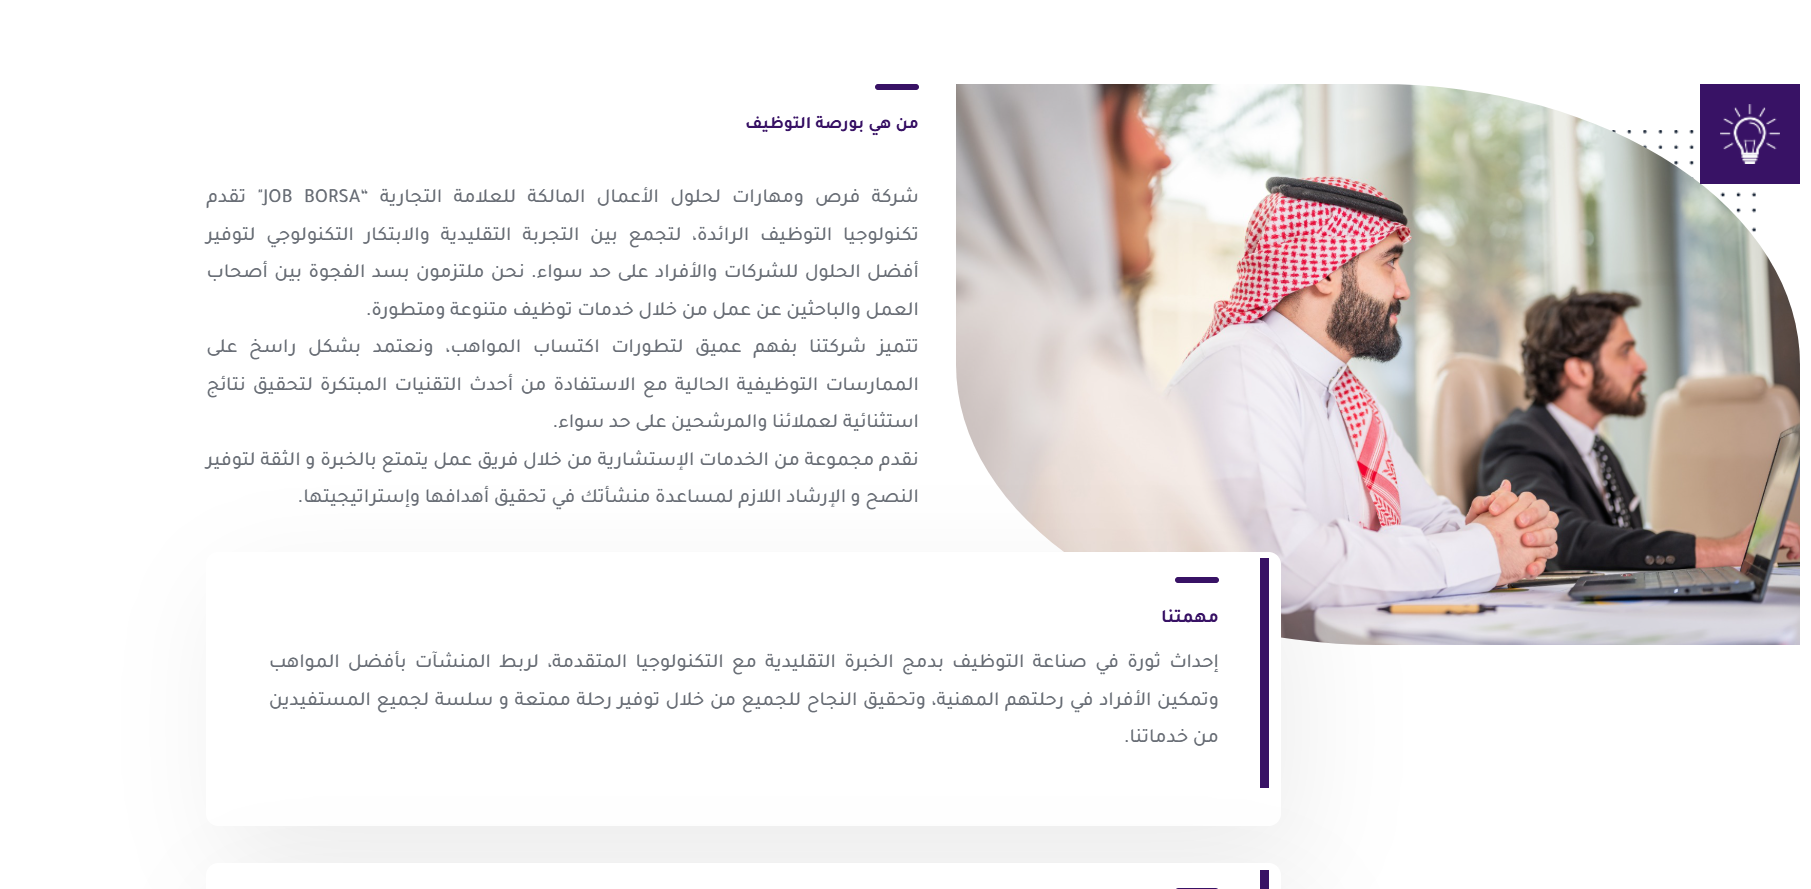 من هي بورصة التوظيف
شركة فرص ومهارات لحلول الأعمال المالكة للعلامة التجارية “JOB BORSA" تقدم
تكنولوجيا التوظيف الرائدة، لتجمع بين التجربة التقليدية والابتكار التكنولوجي لتوفير
أفضل الحلول للشركات والأفراد على حد سواء. نحن ملتزمون بسد الفجوة بين أصحاب
العمل والباحثين عن عمل من خلال خدمات توظيف متنوعة ومتطورة.
تتميز شركتنا بفهم عميق لتطورات اكتساب المواهب، ونعتمد بشكل راسخ على
الممارسات التوظيفية الحالية مع الاستفادة من أحدث التقنيات المبتكرة لتحقيق نتائج
استثنائية لعملائنا والمرشحين على حد سواء.
نقدم مجموعة من الخدمات الإستشارية من خلال فريق عمل يتمتع بالخبرة و الثقة لتوفير
النصح و الإرشاد اللازم لمساعدة منشأتك في تحقيق أهدافها وإستراتيجيتها.
مهمتنا
إحداث ثورة في صناعة التوظيف بدمج الخبرة التقليدية مع التكنولوجيا المتقدمة، لربط المنشآت بأفضل المواهب
وتمكين الأفراد في رحلتهم المهنية، وتحقيق النجاح للجميع من خلال توفير رحلة ممتعة و سلسة لجميع المستفيدين
من خدماتنا.